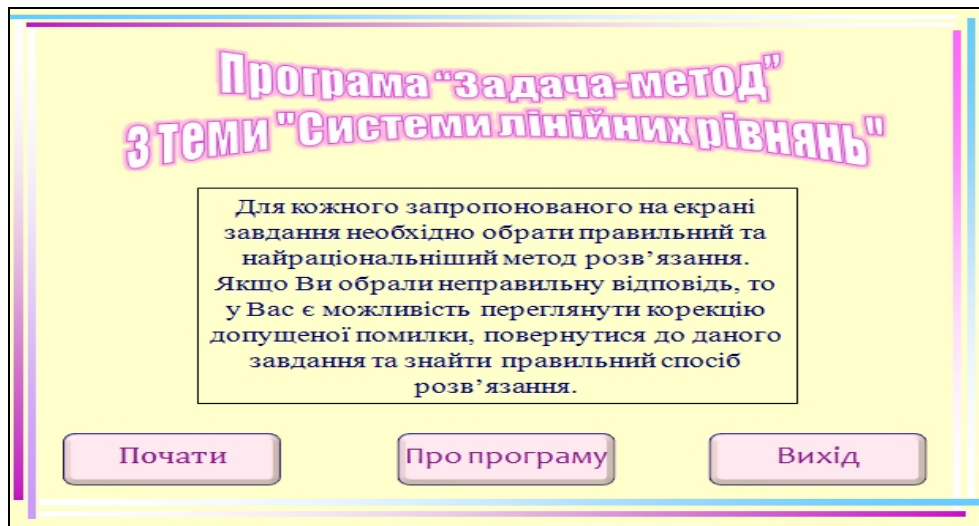 Програма “Задача-метод”
З теми "Системи лінійних рівнянь"
Для кожного запропонованого на екрані
завдання необхідно обрати правильний та
найраціональніший метод розв’язання.
Якщо Ви обрали неправильну відповідь, то
у Вас є можливість переглянути корекцію
допущеної помилки, повернутися до даного
завдання та знайти правильний спосіб
розв’язання.
Почати
Про програму
Вихід